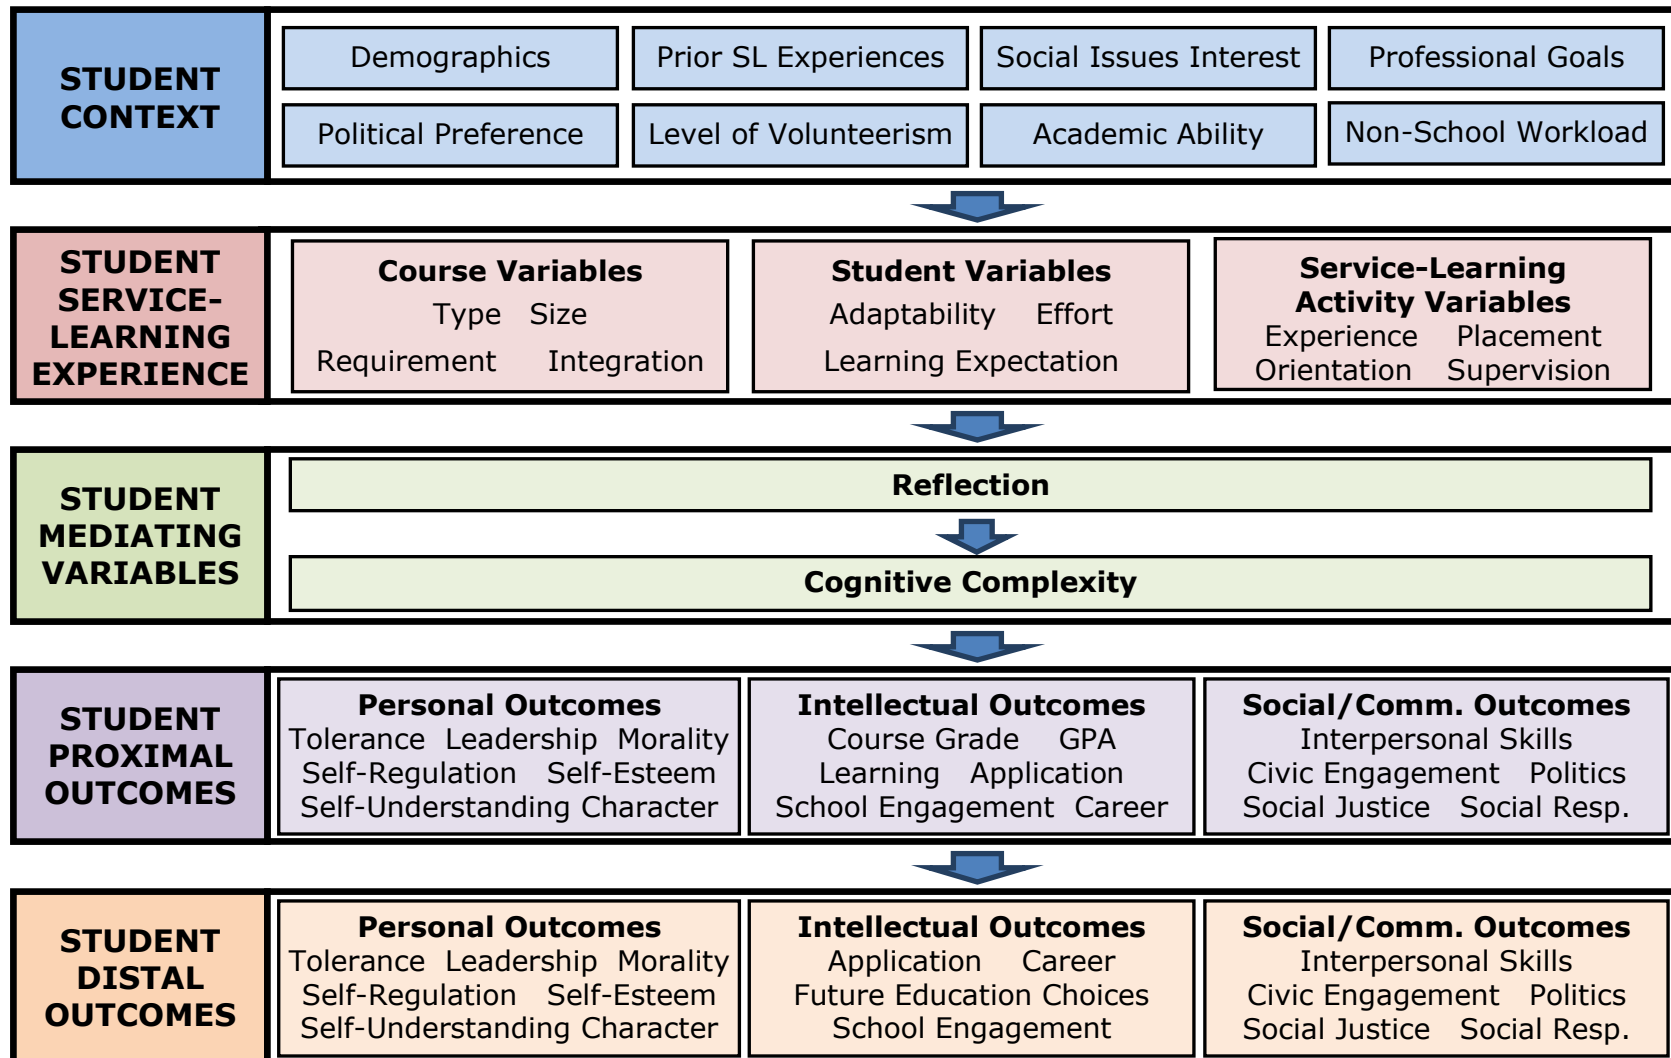 STUDENT
CONTEXT
Demographics
Prior SL Experiences
Social Issues Interest
Professional Goals
Political Preference
Level of Volunteerism
Academic Ability
Non-School Workload
STUDENT
SERVICE-
LEARNING
EXPERIENCE
Course Variables
Type Size
Requirement Integration
Student Variables
Adaptability Effort
Learning Expectation
Service-Learning
Activity Variables
Experience Placement
Orientation Supervision
STUDENT
MEDIATING
VARIABLES
Reflection
Cognitive Complexity
STUDENT
PROXIMAL
OUTCOMES
Personal Outcomes
Tolerance Leadership Morality
Self-Regulation Self-Esteem
Self-Understanding Character
Intellectual Outcomes
Course Grade GPA
Learning Application
School Engagement Career
Social/Comm. Outcomes
Interpersonal Skills
Civic Engagement Politics
Social Justice Social Resp.
STUDENT
DISTAL
OUTCOMES
Personal Outcomes
Tolerance Leadership Morality
Self-Regulation Self-Esteem
Self-Understanding Character
Intellectual Outcomes
Application Career
Future Education Choices
School Engagement
Social/Comm. Outcomes
Interpersonal Skills
Civic Engagement Politics
Social Justice Social Resp.